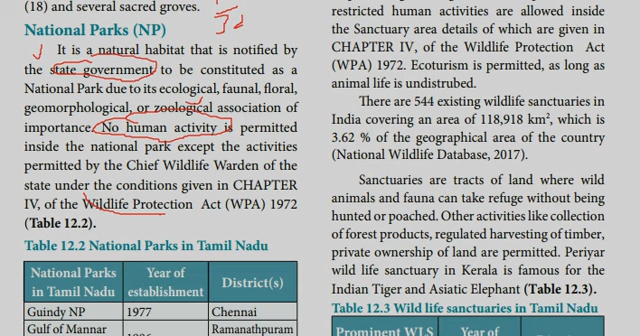 (18) and several sacred groves.
National Parks (NP)
It is a natural habitat that is notified by
the state government to be constituted as a
National Park due to its ecological, faunal, floral,
geomorphological, or zoological association of
importance. No human activity is permitted
inside the national park except the activities
permitted by the Chief Wildlife Warden of the
state under the conditions given in CHAPTER
IV, of the Wildlife Protection Act (WPA) 1972
(Table 12.2).
Table 12.2 National Parks in Tamil Nadu
National Parks in Tamil Nadu
Year of establishment
District(s)
Guindy NP 1977 Chennai
Gulf of Mannar Ramanathpuram
restricted human activities are allowed inside
the Sanctuary area details of which are given in
CHAPTER IV, of the Wildlife Protection Act
(WPA) 1972. Ecoturism is permitted, as long as
animal life is undistrubed.
There are 544 existing wildlife sanctuaries in
India covering an area of 118,918 km², which is
3.62 % of the geographical area of the country
(National Wildlife Database, 2017).
Sanctuaries are tracts of land where wild
animals and fauna can take refuge without being
hunted or poached. Other activities like collection
of forest products, regulated harvesting of timber,
private ownership of land are permitted. Periyar
wild life sanctuary in Kerala is famous for the
Indian Tiger and Asiatic Elephant (Table 12.3).
Table 12.3 Wild life sanctuaries in Tamil Nadu
Prominent WLS Year of